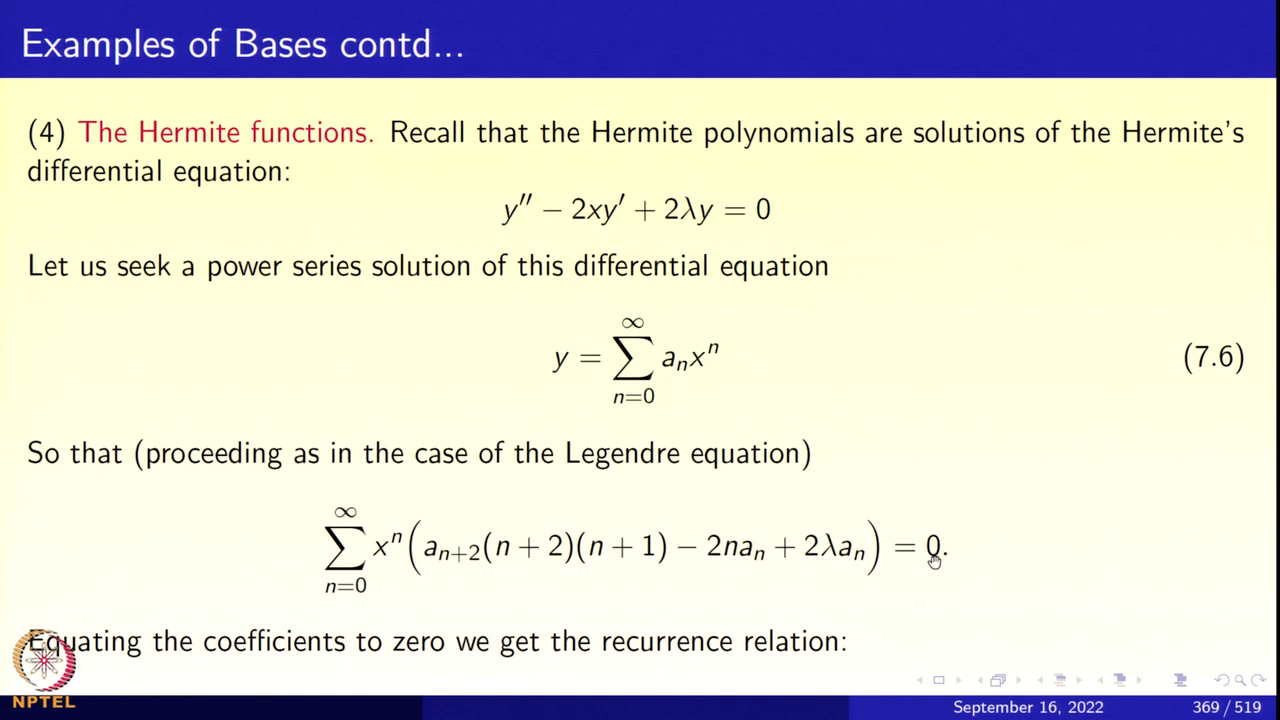 Examples of Bases contd...
(4) The Hermite functions. Recall that the Hermite polynomials are solutions of the Hermite's
differential equation:
y′′ − 2xy′ + 2λy = 0
Let us seek a power series solution of this differential equation
y = ∑_{n=0}^{∞} a_n x^n (7.6)
So that (proceeding as in the case of the Legendre equation)
∑_{n=0}^{∞} x^n (a_{n+2}(n + 2)(n + 1) − 2na_n + 2λa_n) = 0.
Equating the coefficients to zero we get the recurrence relation:
NPTEL
September 16, 2022 369 / 519